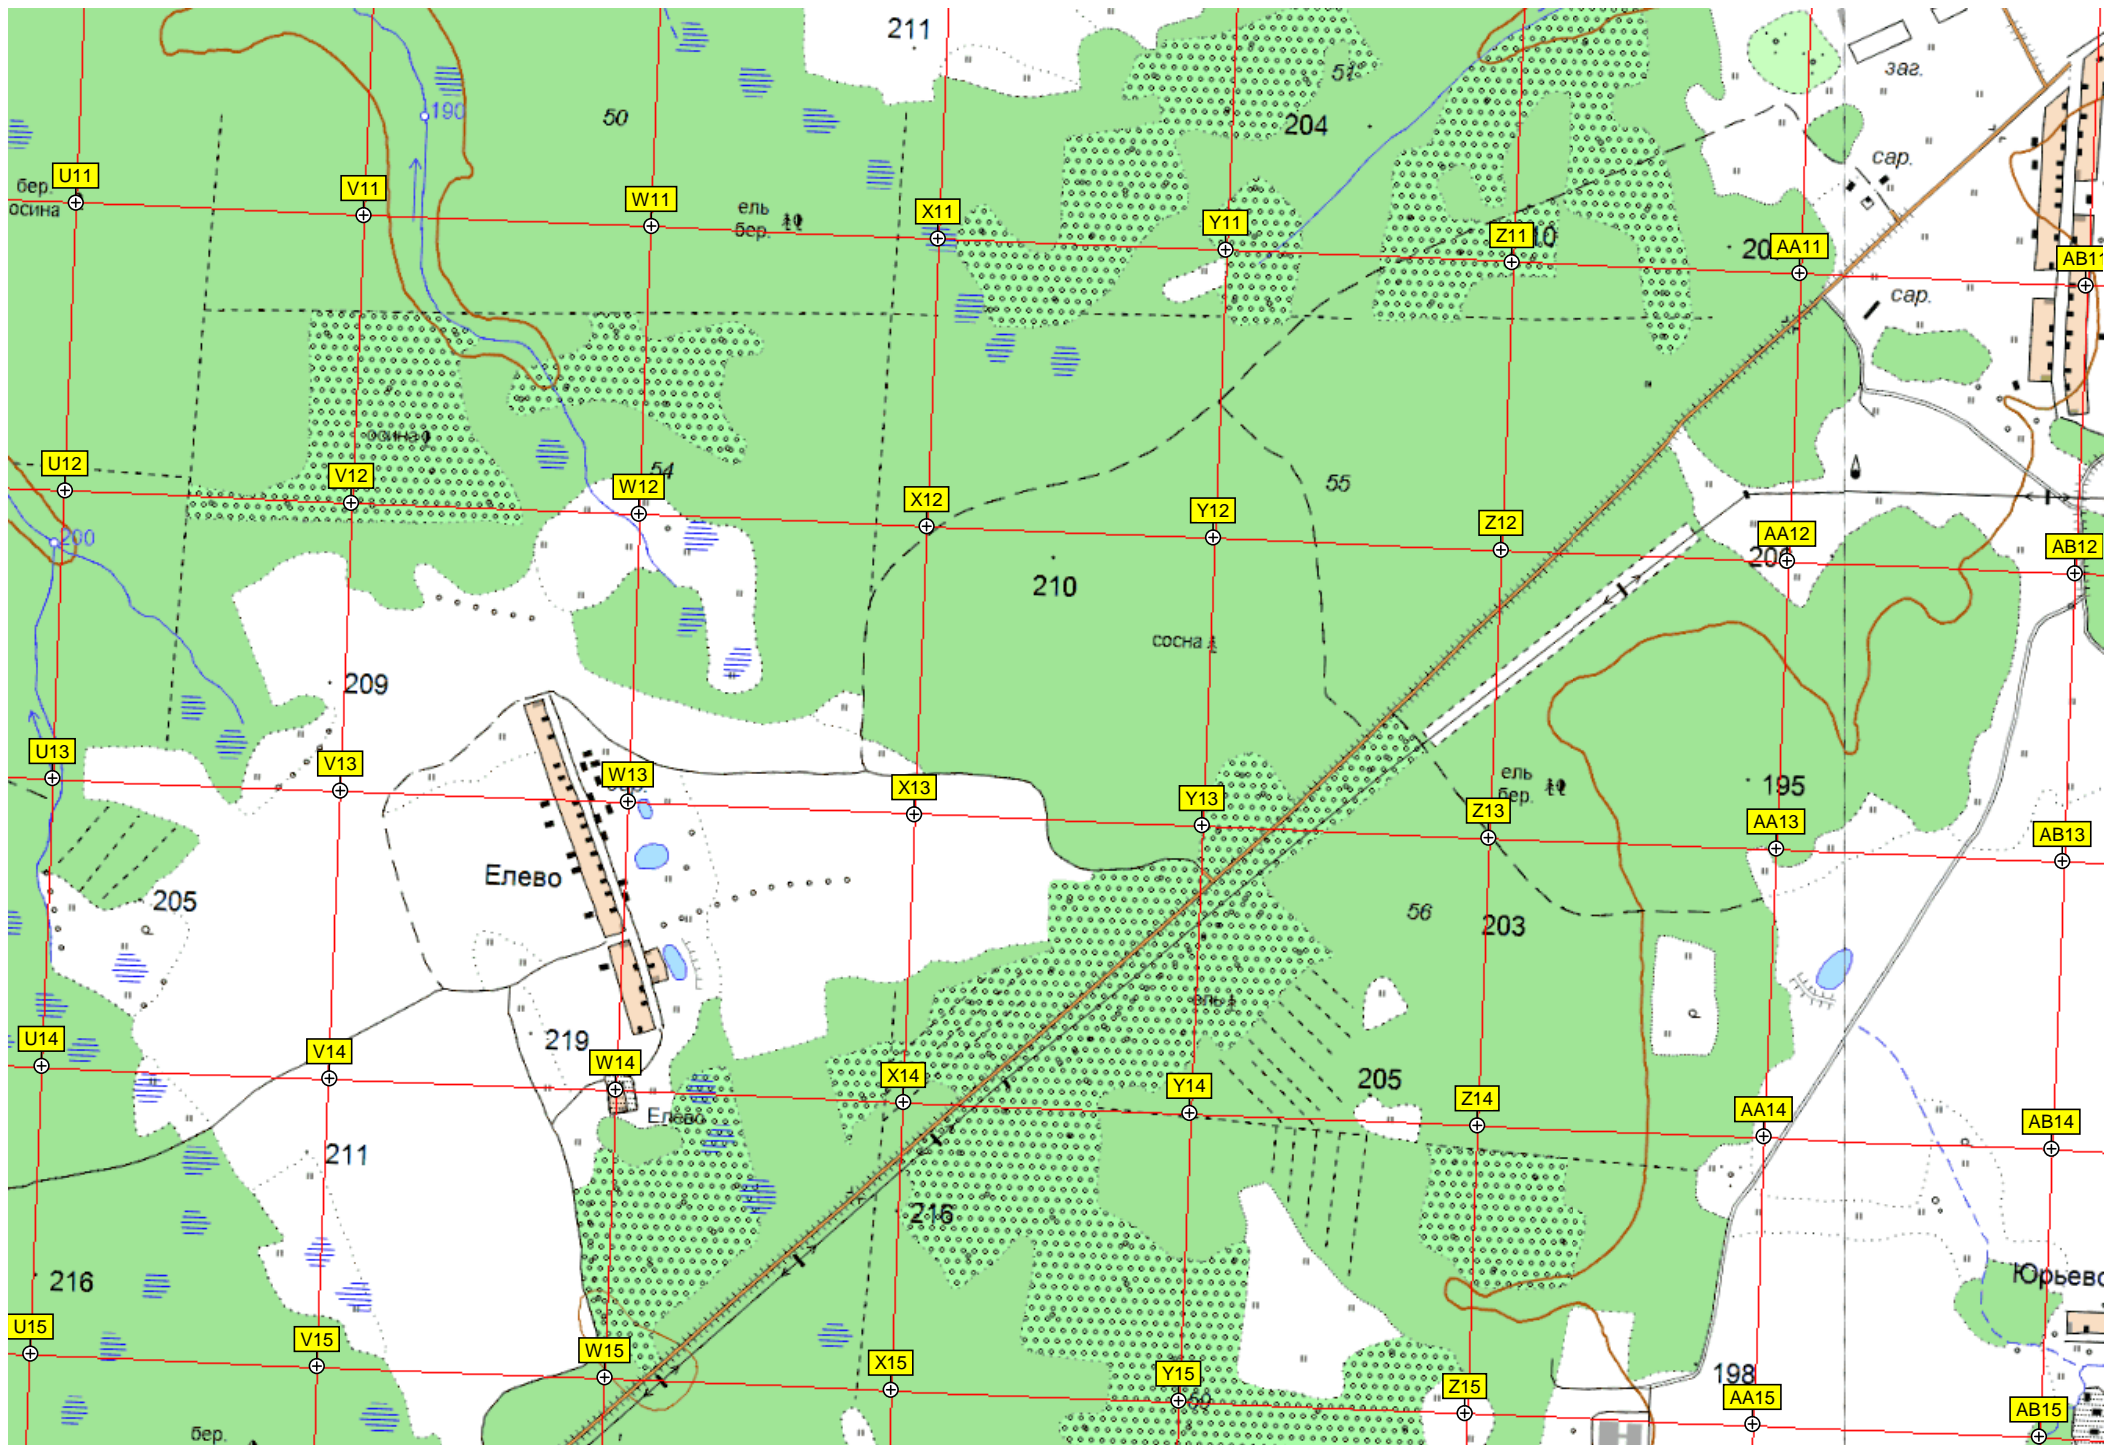 211
51
заг.
204
190
50
сар.
U11
V11
W11
X11
Y11
Z11
AA11
AB11
бер.
осина
ель
бер.
сар.
осина
54
55
U12
V12
W12
X12
Y12
Z12
AA12
AB12
200
210
сосна
209
195
ель
бер.
U13
V13
W13
X13
Y13
Z13
AA13
AB13
Елево
205
56
203
ель
219
205
U14
V14
W14
X14
Y14
Z14
AA14
AB14
Елево
211
216
216
Юрьево
U15
V15
W15
X15
Y15
Z15
AA15
AB15
198
бер.